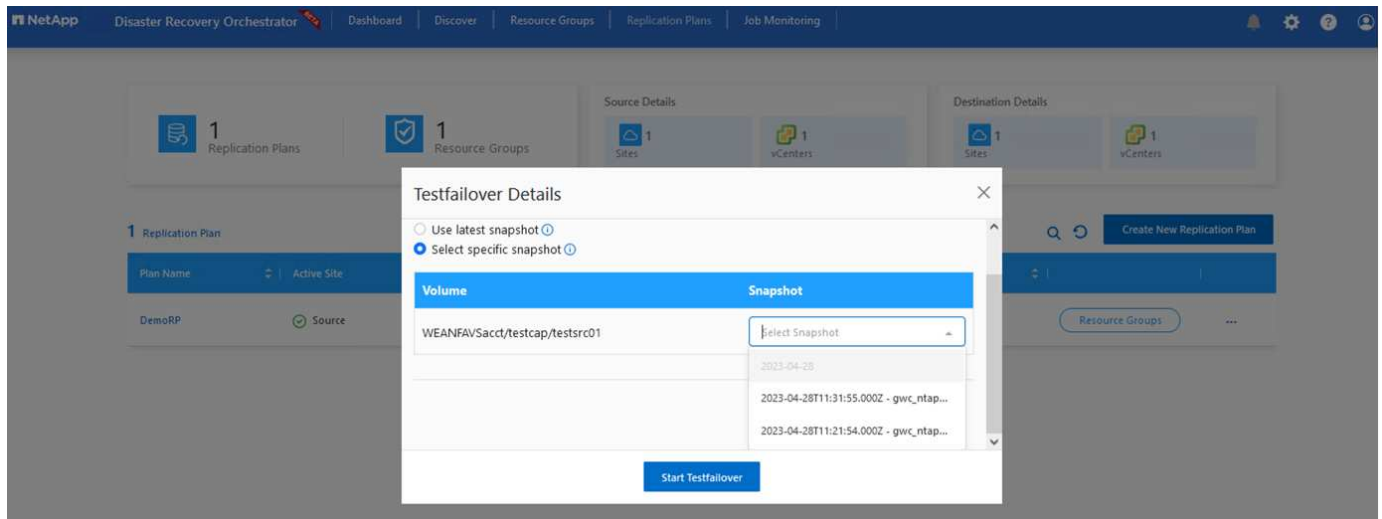 NetApp
Disaster Recovery Orchestrator
Dashboard
Discover
Resource Groups
Replication Plans
Job Monitoring
1
Replication Plans
1
Resource Groups
Source Details
1
Sites
1
vCenters
Destination Details
1
Sites
1
vCenters
1 Replication Plan
Create New Replication Plan
Plan Name
Active Site
DemoRP
Source
Resource Groups
...
Testfailover Details
Use latest snapshot
Select specific snapshot
Volume
Snapshot
WEANFAVSacct/testcap/testsrc01
Select Snapshot
2023-04-28
2023-04-28T11:31:55.000Z - gwc_ntap...
2023-04-28T11:21:54.000Z - gwc_ntap...
Start Testfailover